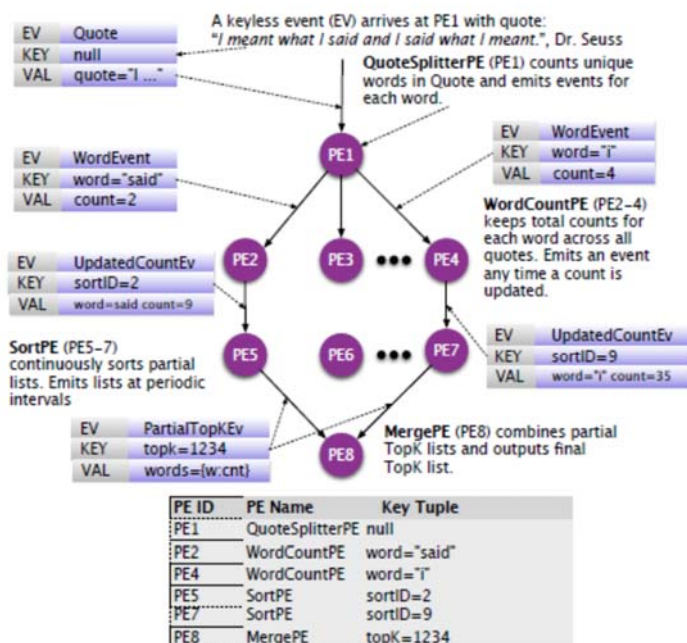 A keyless event (EV) arrives at PE1 with quote:
"I meant what I said and I said what I meant.", Dr. Seuss
EV Quote
KEY null
VAL quote="I ..."
QuoteSplitterPE (PE1) counts unique
words in Quote and emits events for
each word.
PE1
EV WordEvent
KEY word="said"
VAL count=2
EV WordEvent
KEY word="i"
VAL count=4
WordCountPE (PE2-4)
keeps total counts for
each word across all
quotes. Emits an event
any time a count is
updated.
PE2
PE3
PE4
EV UpdatedCountEv
KEY sortID=2
VAL word=said count=9
EV UpdatedCountEv
KEY sortID=9
VAL word="i" count=35
SortPE (PE5-7)
continuously sorts partial
lists. Emits lists at periodic
intervals
PE5
PE6
PE7
EV PartialTopKEv
KEY topk=1234
VAL words={w:cnt}
MergePE (PE8) combines partial
TopK lists and outputs final
TopK list.
PE8
PE ID PE Name Key Tuple
PE1 QuoteSplitterPE null
PE2 WordCountPE word="said"
PE4 WordCountPE word="i"
PE5 SortPE sortID=2
PE7 SortPE sortID=9
PE8 MergePE topK=1234